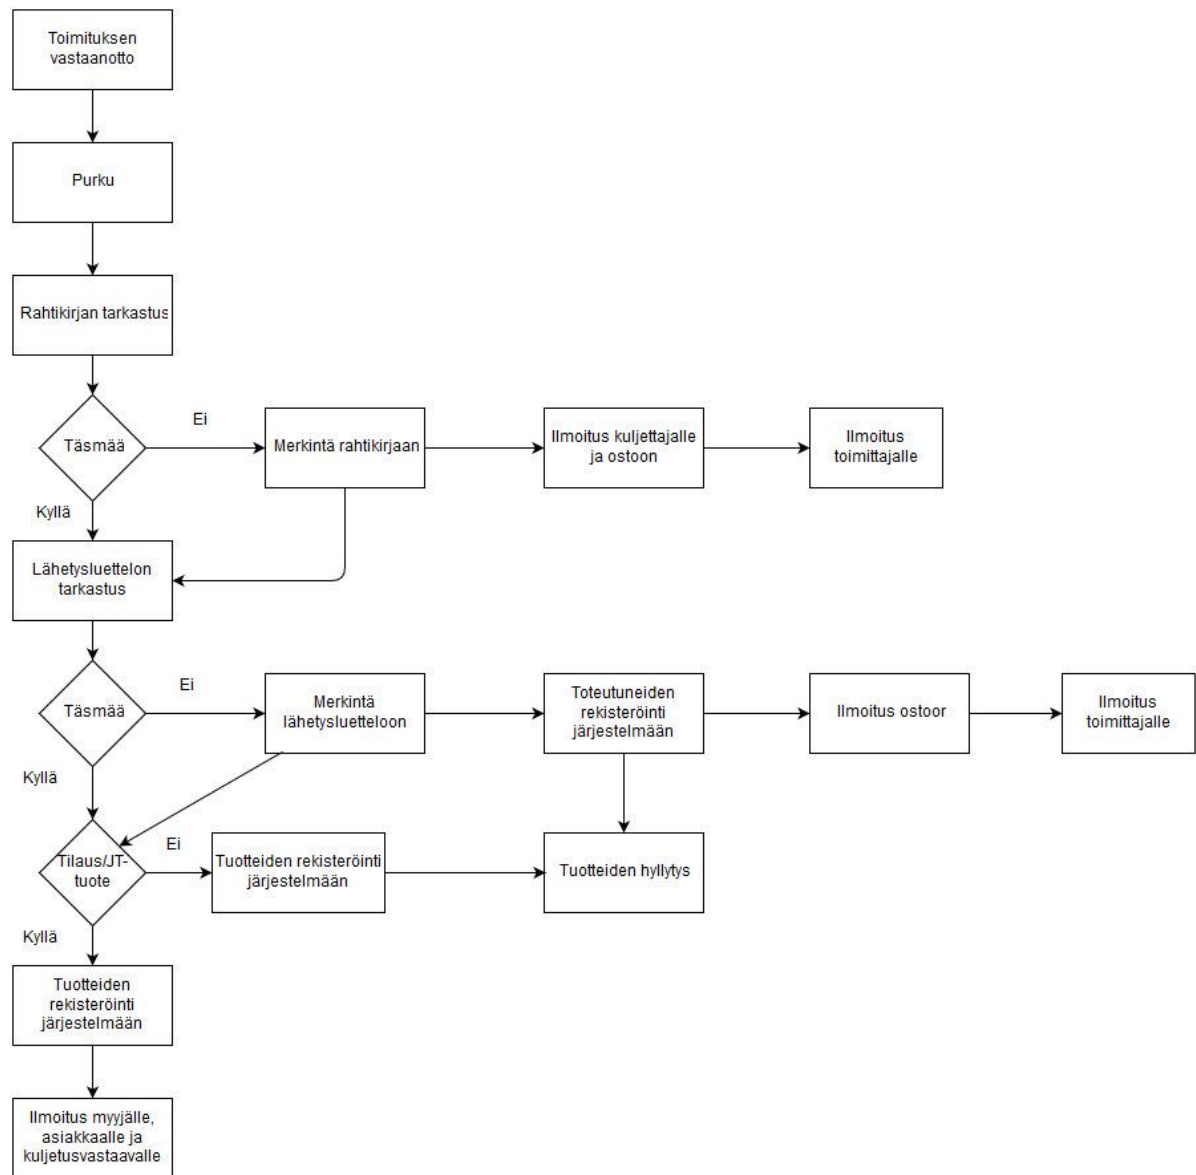 Toimituksen
vastaanotto
Purku
Rahtikirjan tarkastus
Täsmää
Ei
Merkintä rahtikirjaan
Ilmoitus kuljettajalle
ja ostoon
Ilmoitus
toimittajalle
Kyllä
Lähetysluettelon
tarkastus
Täsmää
Ei
Merkintä
lähetysluetteloon
Toteutuneiden
rekisteröinti
järjestelmään
Ilmoitus ostoor
Ilmoitus
toimittajalle
Kyllä
Tilaus/JT-
tuote
Ei
Tuotteiden rekisteröinti
järjestelmään
Tuotteiden hyllytys
Kyllä
Tuotteiden
rekisteröinti
järjestelmään
Ilmoitus myyjälle,
asiakkaalle ja
kuljetusvastaavalle